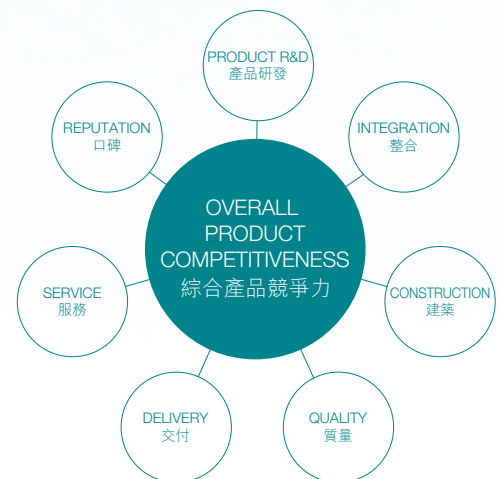 PRODUCT R&D
產品研發
REPUTATION
口碑
INTEGRATION
整合
OVERALL
PRODUCT
COMPETITIVENESS
綜合產品競爭力
SERVICE
服務
CONSTRUCTION
建築
DELIVERY
交付
QUALITY
質量